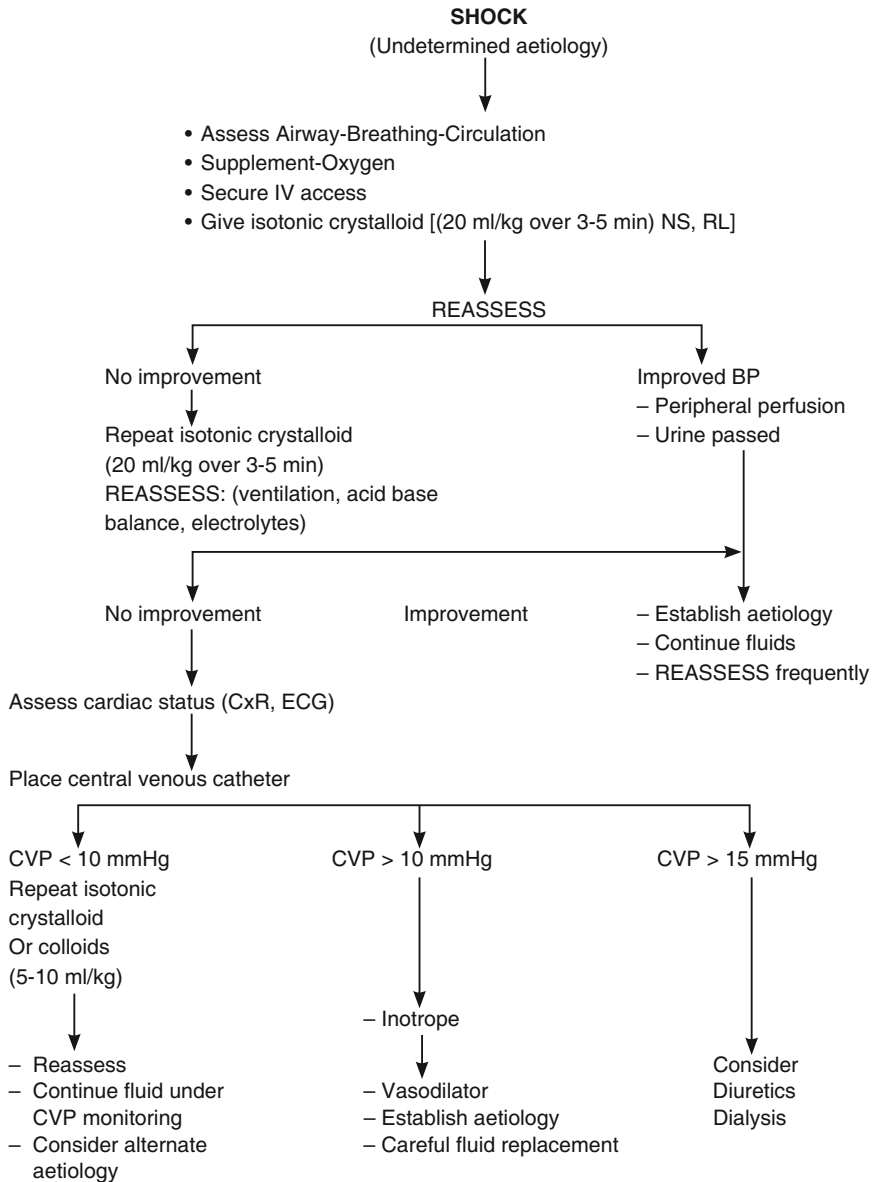 SHOCK
(Undetermined aetiology)
• Assess Airway-Breathing-Circulation
• Supplement-Oxygen
• Secure IV access
• Give isotonic crystalloid [(20 ml/kg over 3-5 min) NS, RL]
REASSESS
No improvement
Repeat isotonic crystalloid
(20 ml/kg over 3-5 min)
REASSESS: (ventilation, acid base
balance, electrolytes)
Improved BP
– Peripheral perfusion
– Urine passed
No improvement
Improvement
– Establish aetiology
– Continue fluids
– REASSESS frequently
Assess cardiac status (CxR, ECG)
Place central venous catheter
CVP < 10 mmHg
Repeat isotonic
crystalloid
Or colloids
(5-10 ml/kg)
– Reassess
– Continue fluid under
CVP monitoring
– Consider alternate
aetiology
CVP > 10 mmHg
– Inotrope
– Vasodilator
– Establish aetiology
– Careful fluid replacement
CVP > 15 mmHg
Consider
Diuretics
Dialysis